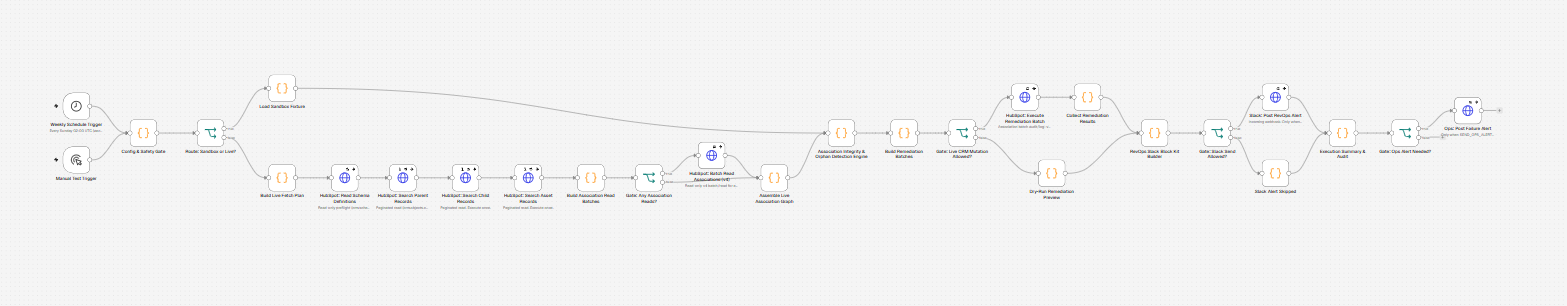 Weekly Schedule Trigger
Manual Test Trigger
Config & Safety Gate
Route: Sandbox or Live?
Load Sandbox Fixture
Build Live Fetch Plan
HubSpot: Read Schema
Definitions
HubSpot: Search Parent
Records
HubSpot: Search Child
Records
HubSpot: Search Asset
Records
Build Association Read
Batches
Gate: Any Association
Reads?
HubSpot: Batch Read
Associations (v4)
Assemble Live
Association Graph
Association Integrity &
Orphan Detection Engine
Build Remediation
Batches
Gate: Live CRM Mutation
Allowed?
HubSpot: Execute
Remediation Batch
Collect Remediation
Results
Dry-Run Remediation
Preview
RevOps Slack Block Kit
Builder
Gate: Slack Send
Allowed?
Slack: Post RevOps Alert
Slack Alert Skipped
Execution Summary &
Audit
Gate: Ops Alert Needed?
Ops: Post Failure Alert